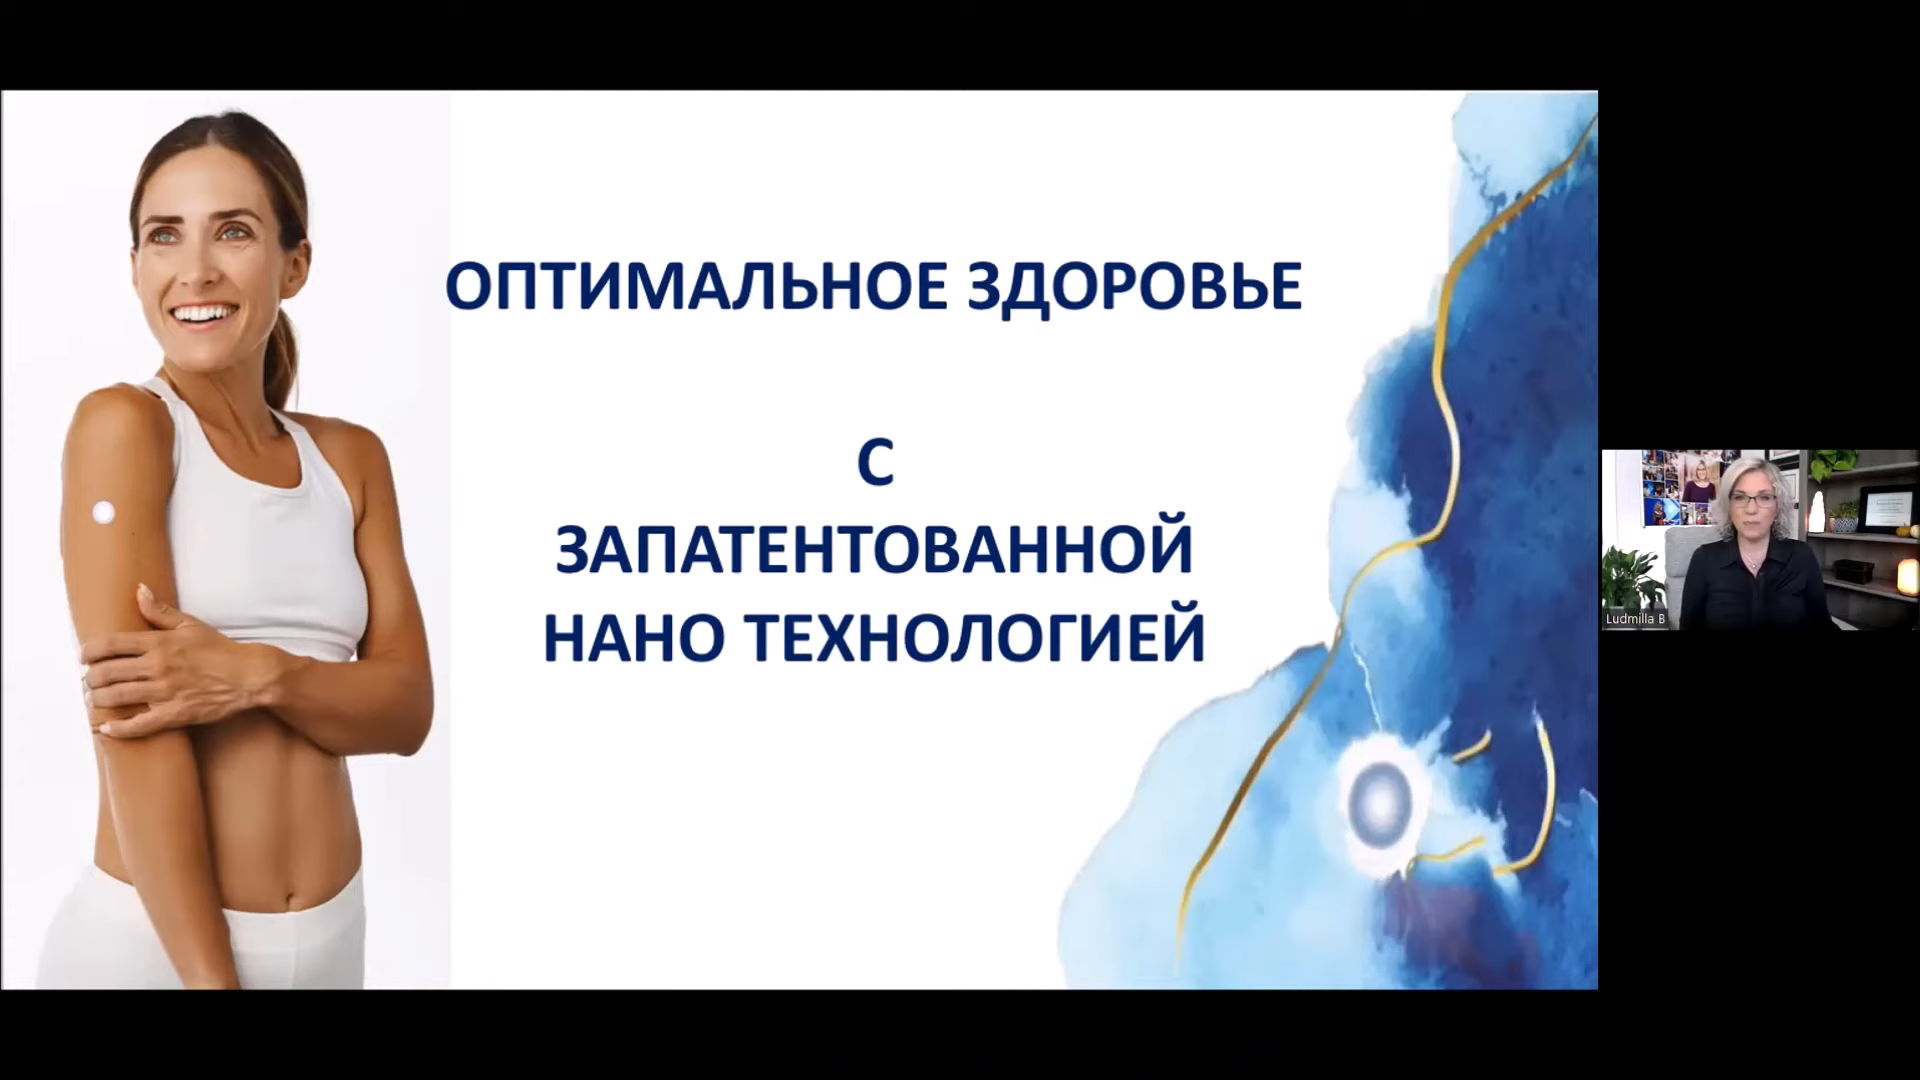 ОПТИМАЛЬНОЕ ЗДОРОВЬЕ
С
ЗАПАТЕНТОВАННОЙ
НАНО ТЕХНОЛОГИЕЙ
Ludmilla B